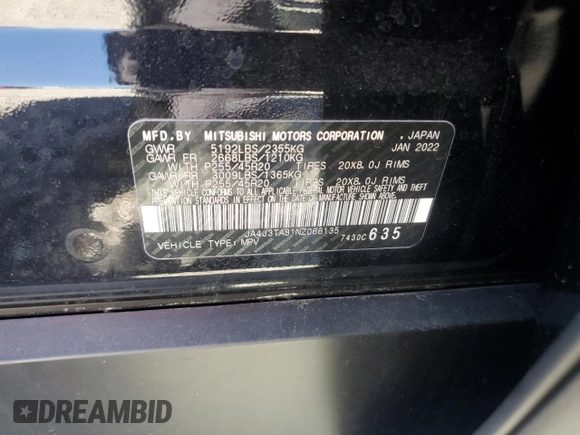 MFD.BY MITSUBISHI MOTORS CORPORATION , JAPAN
GVWR 5192LBS/2355KG JAN 2022
GAWR FR 2668LBS/1210KG
WITH P255/45R20 TIRES 20X8.0J RIMS
GAWR RR 3009LBS/1365KG
WITH P255/45R20 TIRES 20X8.0J RIMS
THIS VEHICLE CONFORMS TO ALL APPLICABLE FEDERAL MOTOR VEHICLE SAFETY AND THEFT
PREVENTION STANDARDS IN EFFECT ON THE DATE OF MANUFACTURE SHOWN ABOVE.
JA4J3TA81NZ066135
VEHICLE TYPE: MPV 7430C 635
DREAMBID